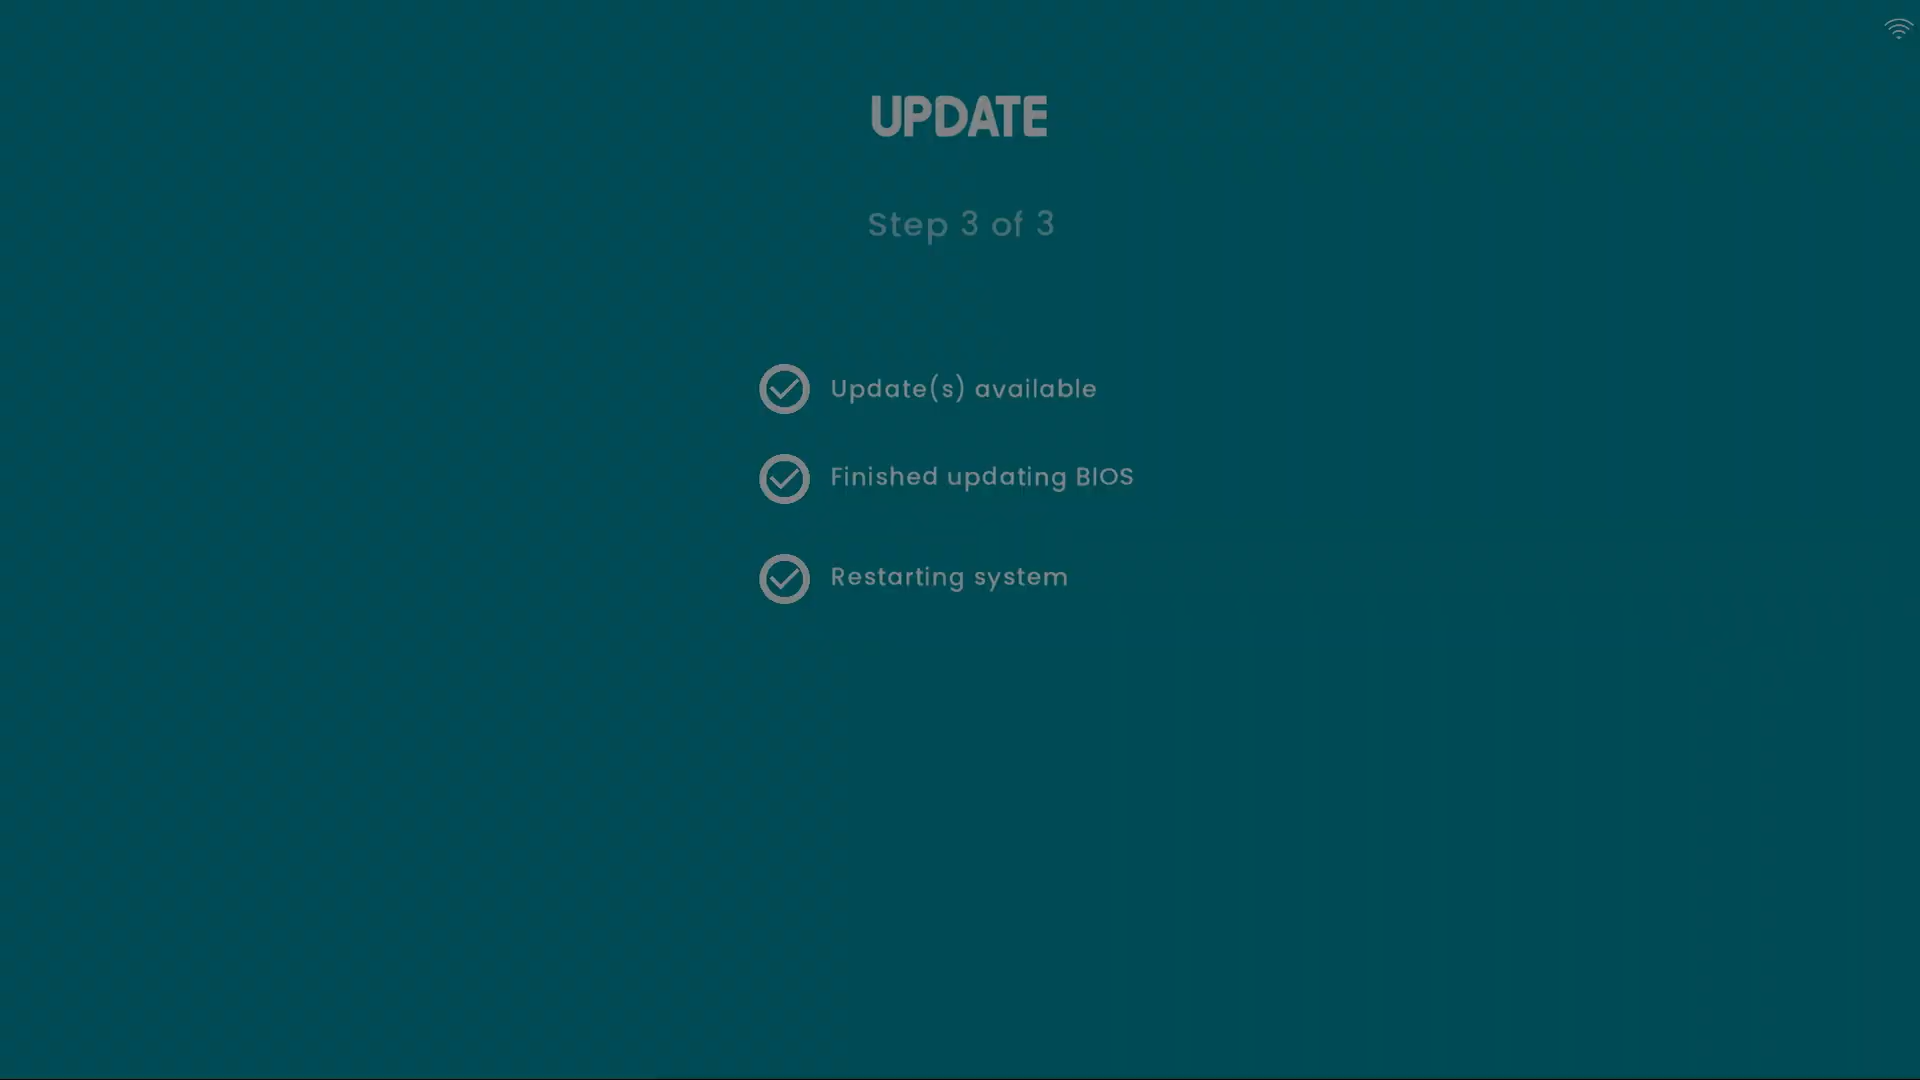 UPDATE
Step 3 of 3
Update(s) available
Finished updating BIOS
Restarting system